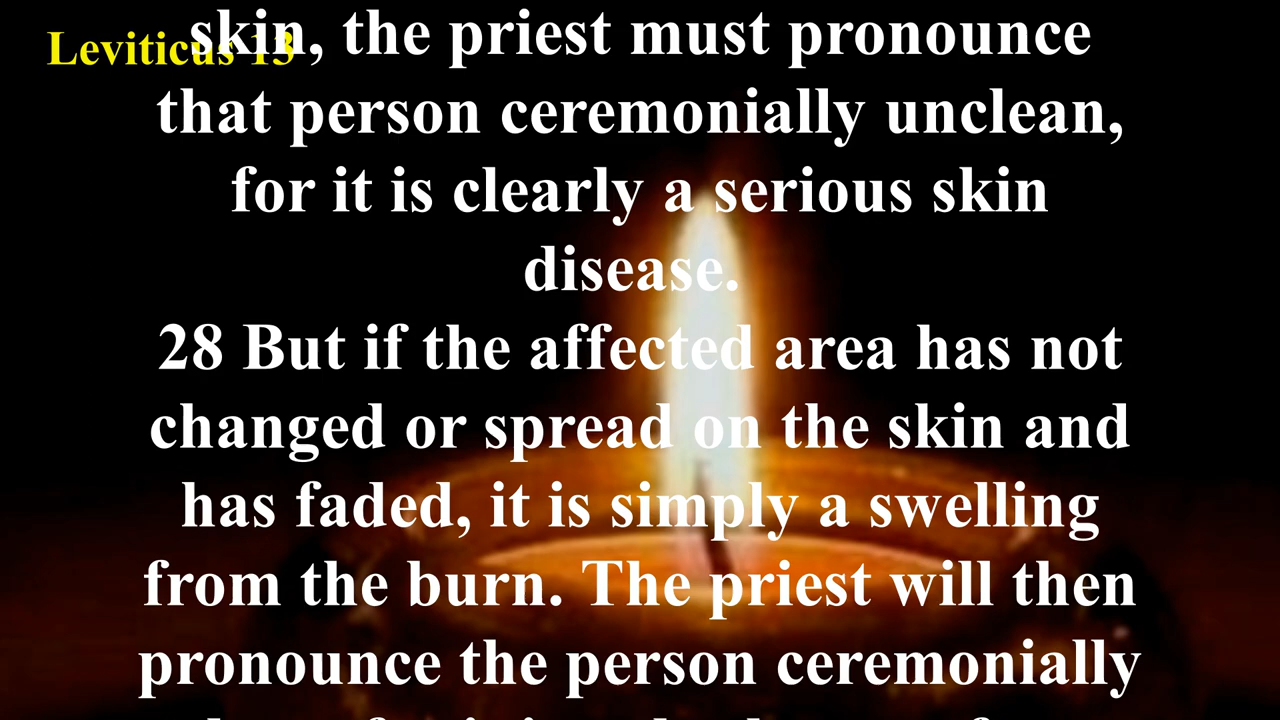 Leviticus 13
skin, the priest must pronounce
that person ceremonially unclean,
for it is clearly a serious skin
disease.
28 But if the affected area has not
changed or spread on the skin and
has faded, it is simply a swelling
from the burn. The priest will then
pronounce the person ceremonially